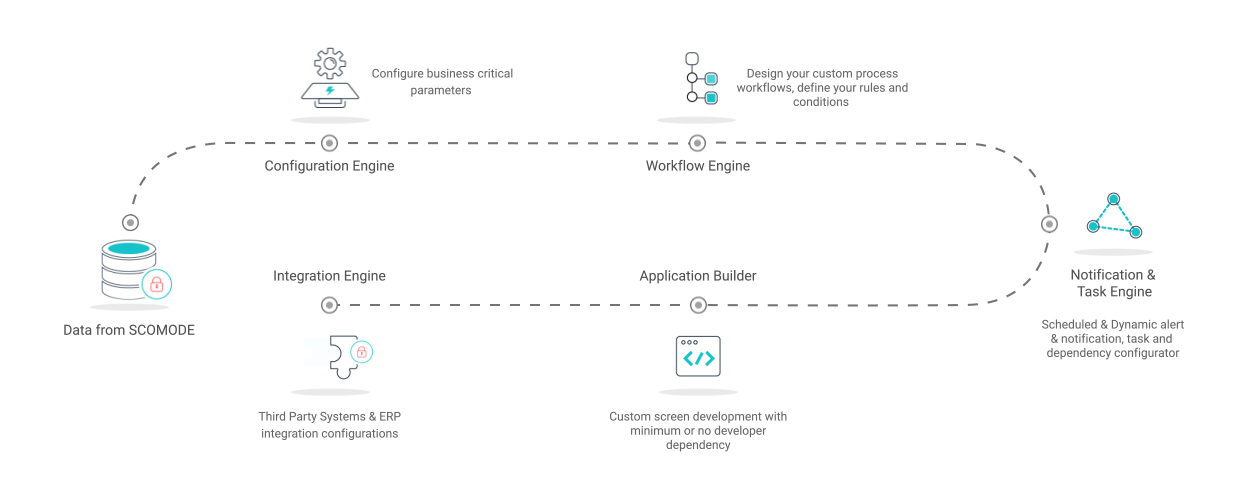 Configure business critical
parameters
Design your custom process
workflows, define your rules and
conditions
Configuration Engine
Workflow Engine
Data from SCOMODE
Integration Engine
Application Builder
Notification &
Task Engine
Scheduled & Dynamic alert
& notification, task and
dependency configurator
Third Party Systems & ERP
integration configurations
Custom screen development with
minimum or no developer
dependency